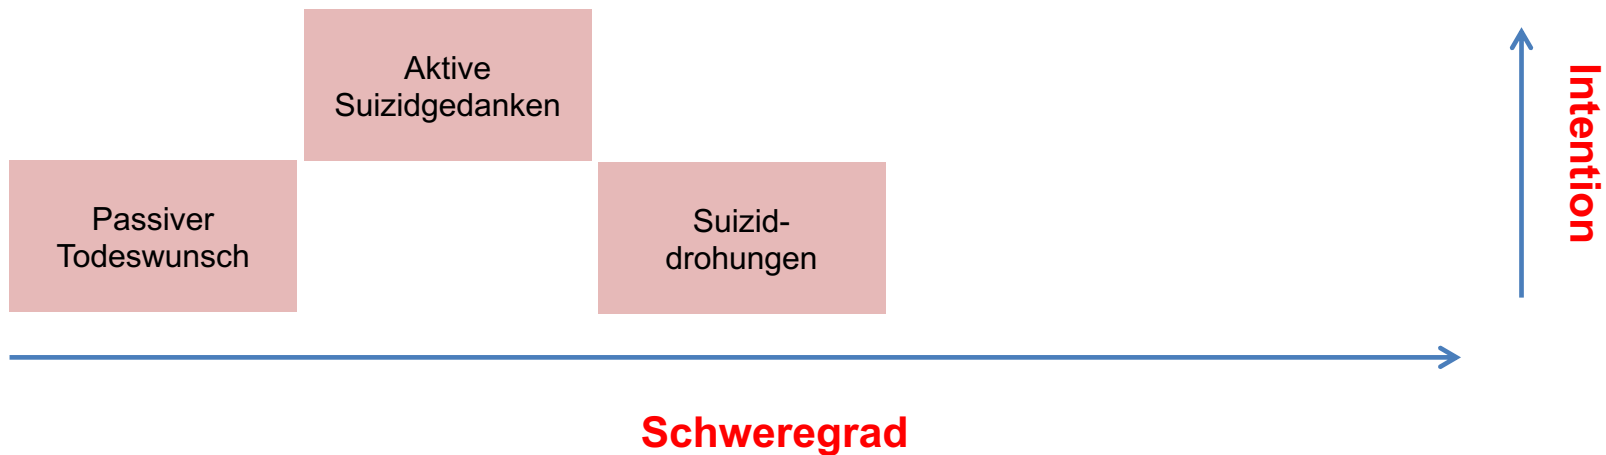 Aktive
Suizidgedanken
Passiver
Todeswunsch
Suizid-
drohungen
Intention
Schweregrad